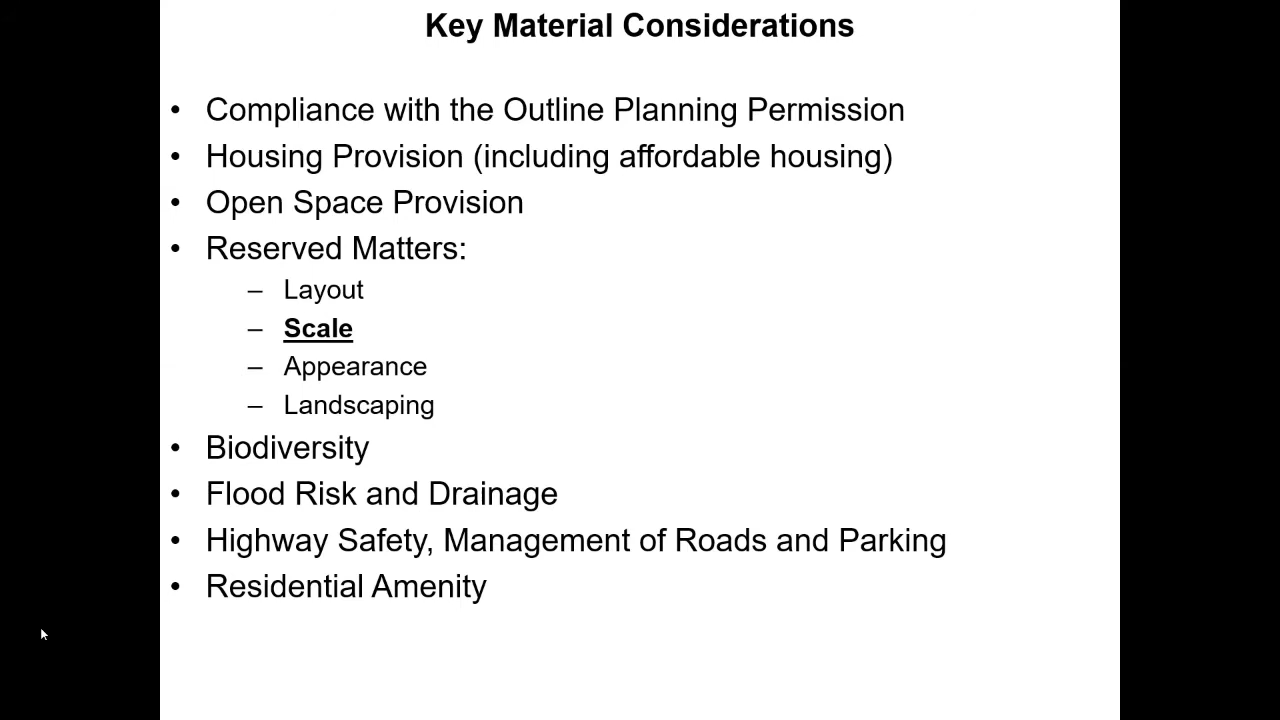 Key Material Considerations
• Compliance with the Outline Planning Permission
• Housing Provision (including affordable housing)
• Open Space Provision
• Reserved Matters:
– Layout
– Scale
– Appearance
– Landscaping
• Biodiversity
• Flood Risk and Drainage
• Highway Safety, Management of Roads and Parking
• Residential Amenity